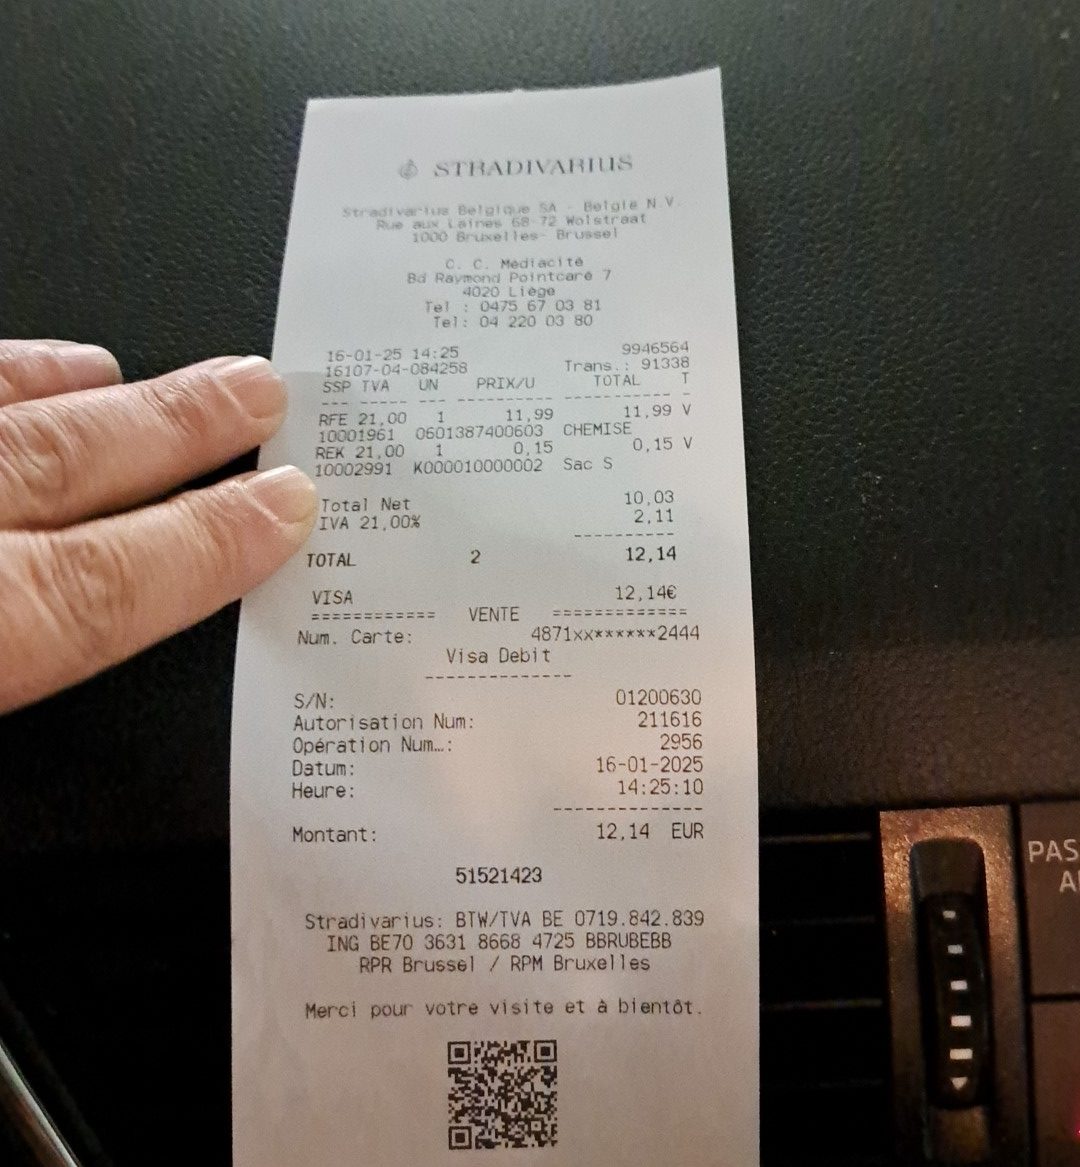 STRADIVARIUS
Stradivarius Belgique SA - Belgie N.V.
Rue aux Laines 68-72 Wolstraat
1000 Bruxelles- Brussel
C. C. Médiacité
Bd Raymond Pointcaré 7
4020 Liège
Tel : 0475 67 03 81
Tel: 04 220 03 80
16-01-25 14:25 9946564
16107-04-084258 Trans.: 91338
SSP TVA UN PRIX/U TOTAL T
RFE 21,00 1 11,99 11,99 V
10001961 0601387400603 CHEMISE
REK 21,00 1 0,15 0,15 V
10002991 K000010000002 Sac S
Total Net 10,03
IVA 21,00% 2,11
TOTAL 2 12,14
VISA 12,14€
============ VENTE =============
Num. Carte: 4871xx******2444
Visa Debit
S/N: 01200630
Autorisation Num: 211616
Opération Num…: 2956
Datum: 16-01-2025
Heure: 14:25:10
Montant: 12,14 EUR
51521423
Stradivarius: BTW/TVA BE 0719.842.839
ING BE70 3631 8668 4725 BBRUBEBB
RPR Brussel / RPM Bruxelles
Merci pour votre visite et à bientôt.
PAS